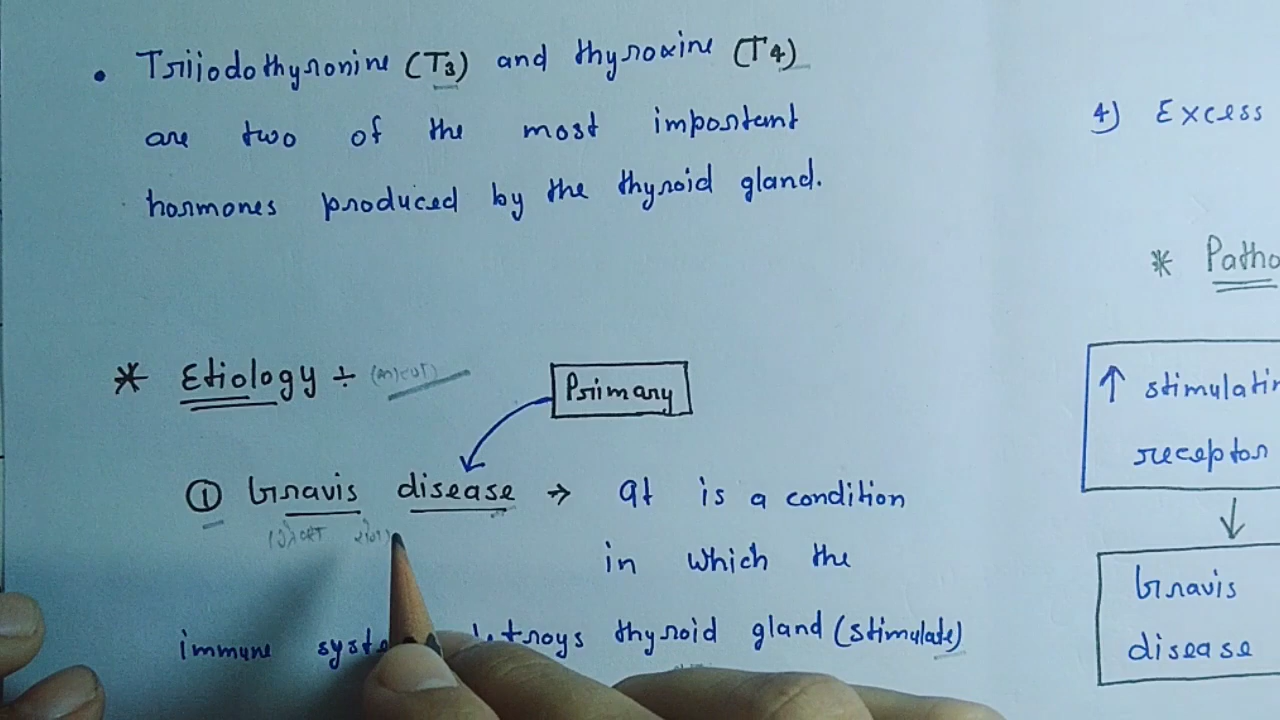 • Triiodothyronine (T3) and thyroxine (T4)
are two of the most important
hormones produced by the thyroid gland.
* Etiology ÷
Primary
① Gravis disease → It is a condition
in which the
immune thyroid gland (stimulate)
4) Excess
* Patho
↑ stimulatin
receptor
↓
Gravis
disease